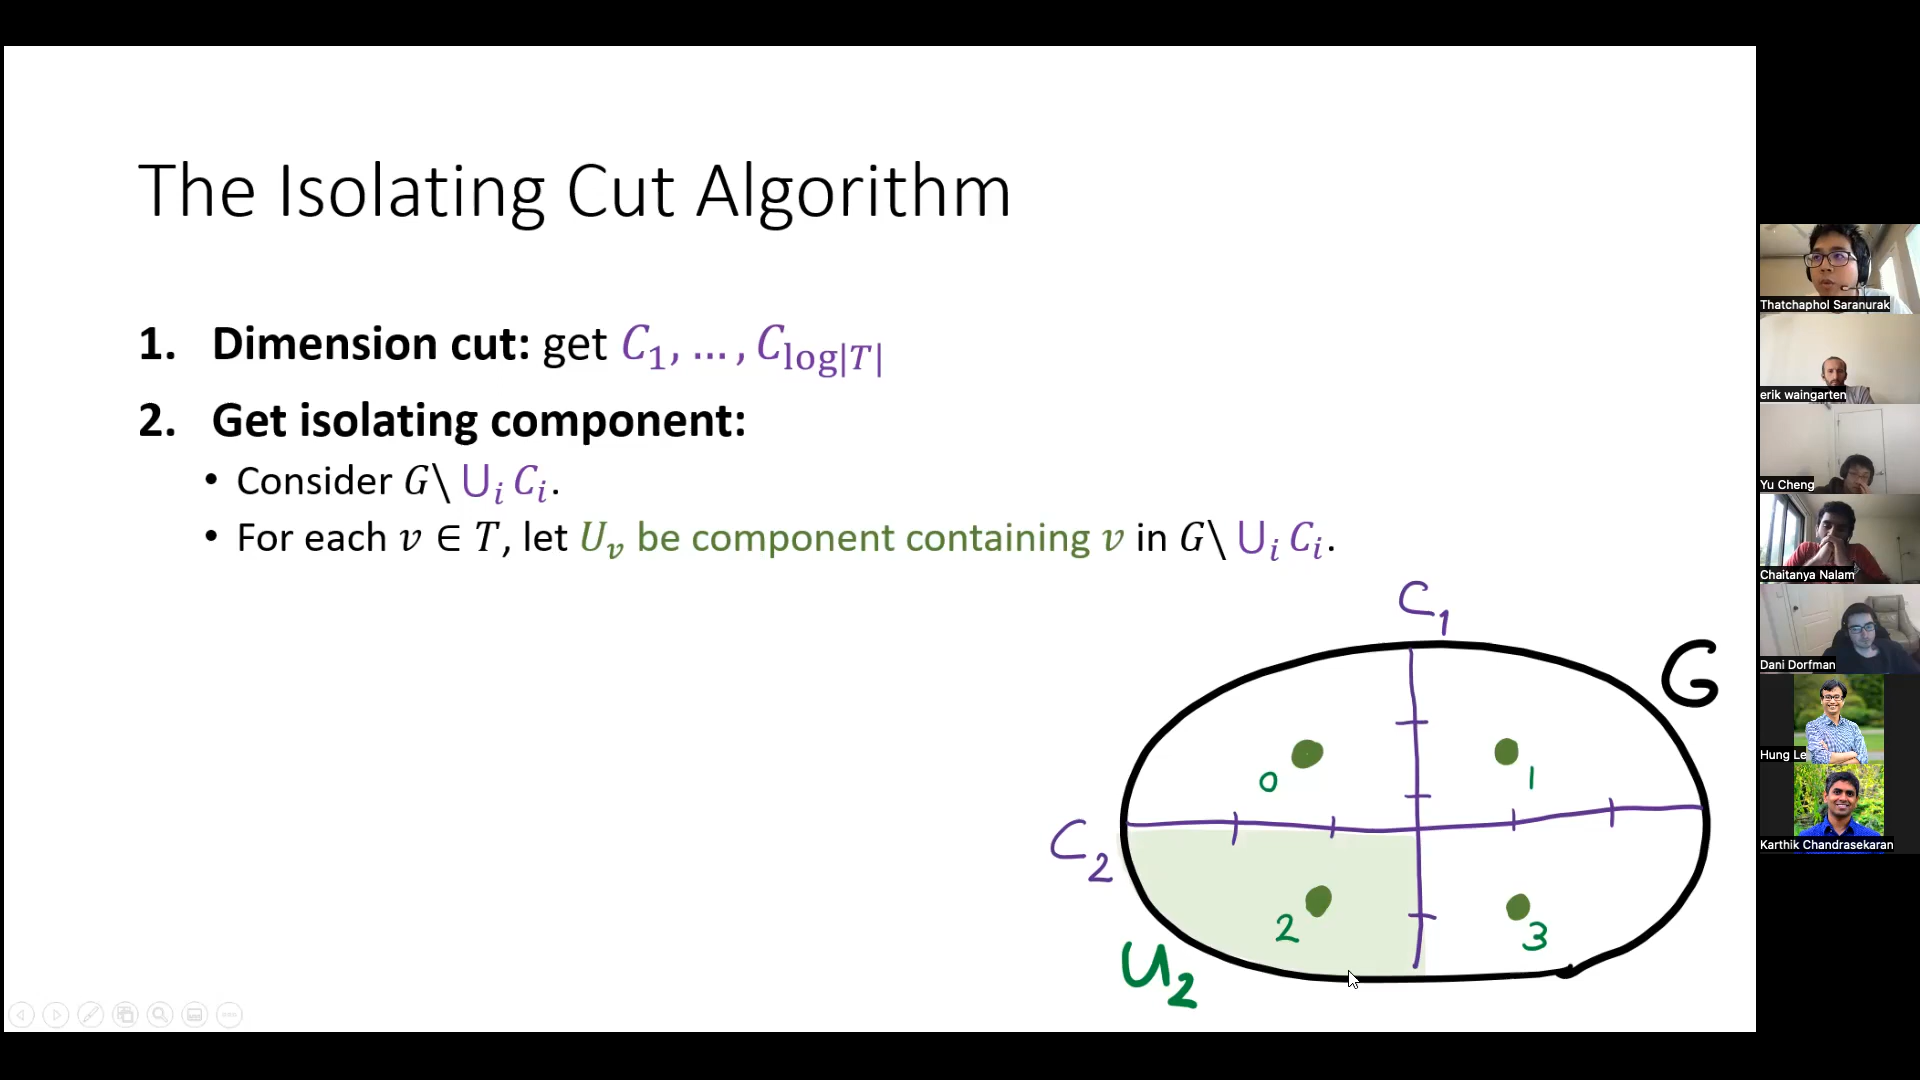 The Isolating Cut Algorithm
1. Dimension cut: get C₁, …, C_log|T|
2. Get isolating component:
• Consider G\ ⋃ᵢ Cᵢ.
• For each v ∈ T, let Uᵥ be component containing v in G\ ⋃ᵢ Cᵢ.
C₁
G
0
1
C₂
2
3
U₂
Thatchaphol Saranurak
erik waingarten
Yu Cheng
Chaitanya Nalam
Dani Dorfman
Hung Le
Karthik Chandrasekaran